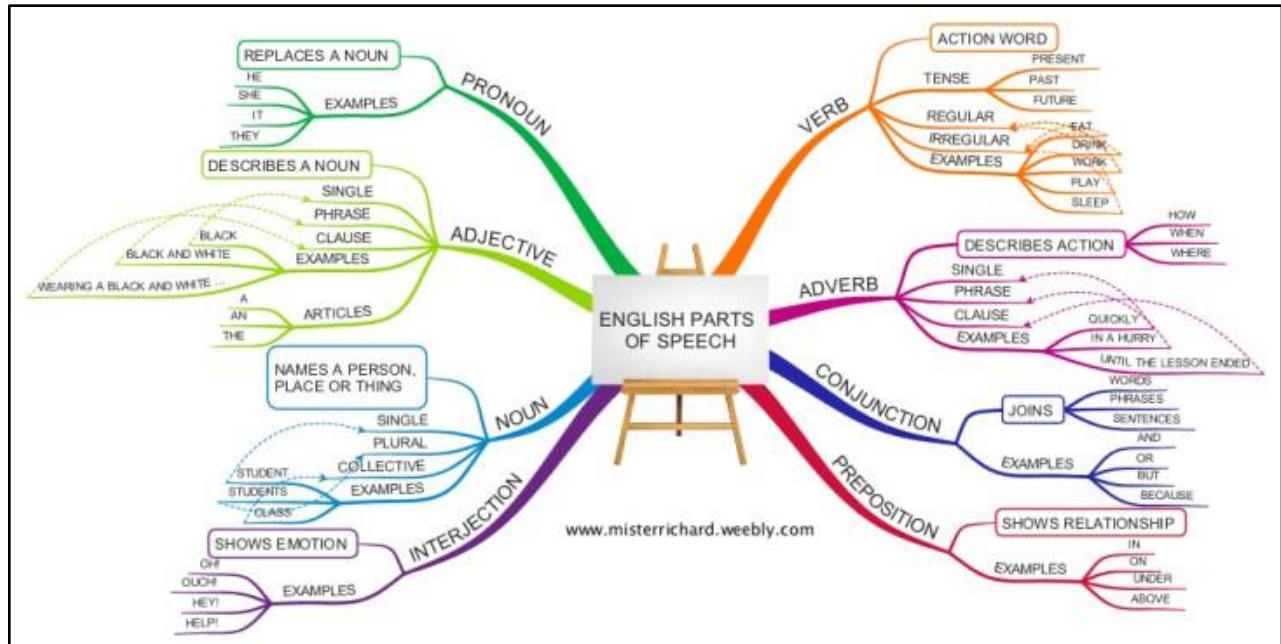 ENGLISH PARTS
OF SPEECH
PRONOUN
REPLACES A NOUN
EXAMPLES
HE
SHE
IT
THEY
ADJECTIVE
DESCRIBES A NOUN
SINGLE
PHRASE
CLAUSE
EXAMPLES
BLACK
BLACK AND WHITE
WEARING A BLACK AND WHITE ...
ARTICLES
A
AN
THE
NOUN
NAMES A PERSON,
PLACE OR THING
SINGLE
PLURAL
COLLECTIVE
EXAMPLES
STUDENT
STUDENTS
CLASS
INTERJECTION
SHOWS EMOTION
EXAMPLES
OH!
OUCH!
HEY!
HELP!
VERB
ACTION WORD
TENSE
PRESENT
PAST
FUTURE
REGULAR
IRREGULAR
EXAMPLES
EAT
DRINK
WORK
PLAY
SLEEP
ADVERB
DESCRIBES ACTION
HOW
WHEN
WHERE
SINGLE
PHRASE
CLAUSE
EXAMPLES
QUICKLY
IN A HURRY
UNTIL THE LESSON ENDED
CONJUNCTION
JOINS
WORDS
PHRASES
SENTENCES
EXAMPLES
AND
OR
BUT
BECAUSE
PREPOSITION
SHOWS RELATIONSHIP
EXAMPLES
IN
ON
UNDER
ABOVE
www.misterrichard.weebly.com